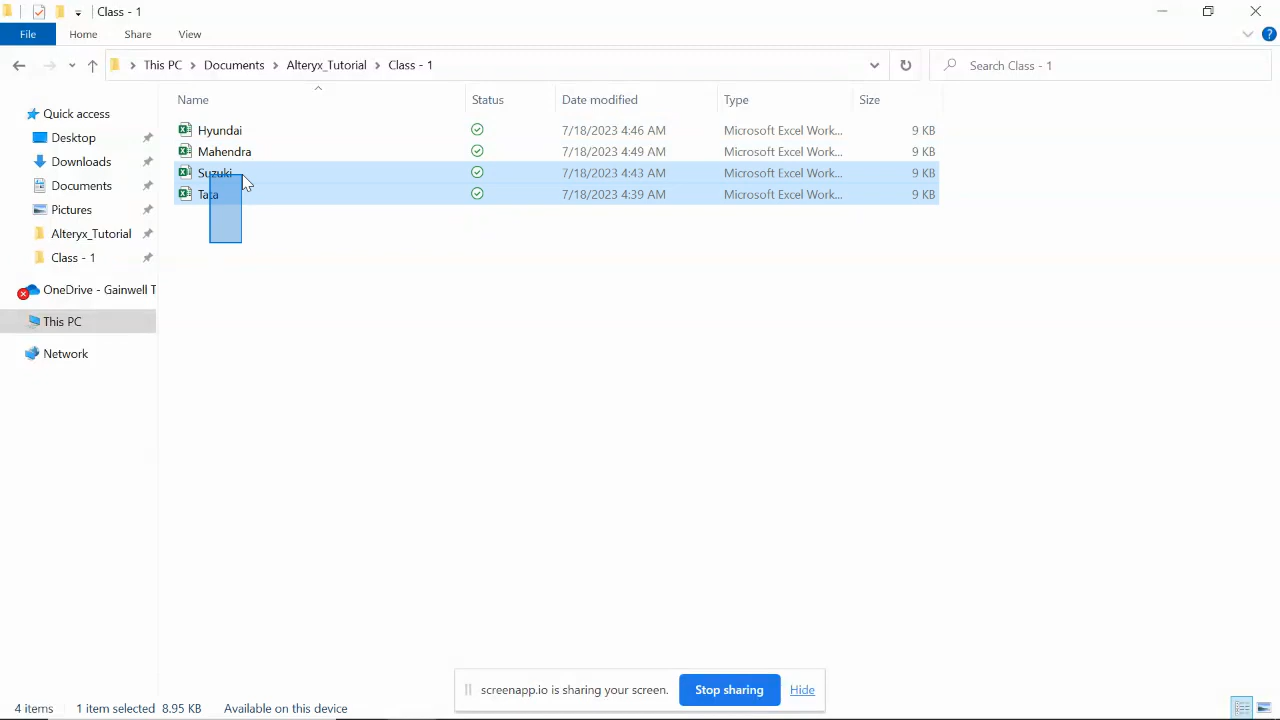 Class - 1
File Home Share View
This PC Documents Alteryx_Tutorial Class - 1
Search Class - 1
Name Status Date modified Type Size
Quick access
Desktop
Downloads
Documents
Pictures
Alteryx_Tutorial
Class - 1
OneDrive - Gainwell T
This PC
Network
Hyundai 7/18/2023 4:46 AM Microsoft Excel Work... 9 KB
Mahendra 7/18/2023 4:49 AM Microsoft Excel Work... 9 KB
Suzuki 7/18/2023 4:43 AM Microsoft Excel Work... 9 KB
Tata 7/18/2023 4:39 AM Microsoft Excel Work... 9 KB
screenapp.io is sharing your screen. Stop sharing Hide
4 items 1 item selected 8.95 KB Available on this device